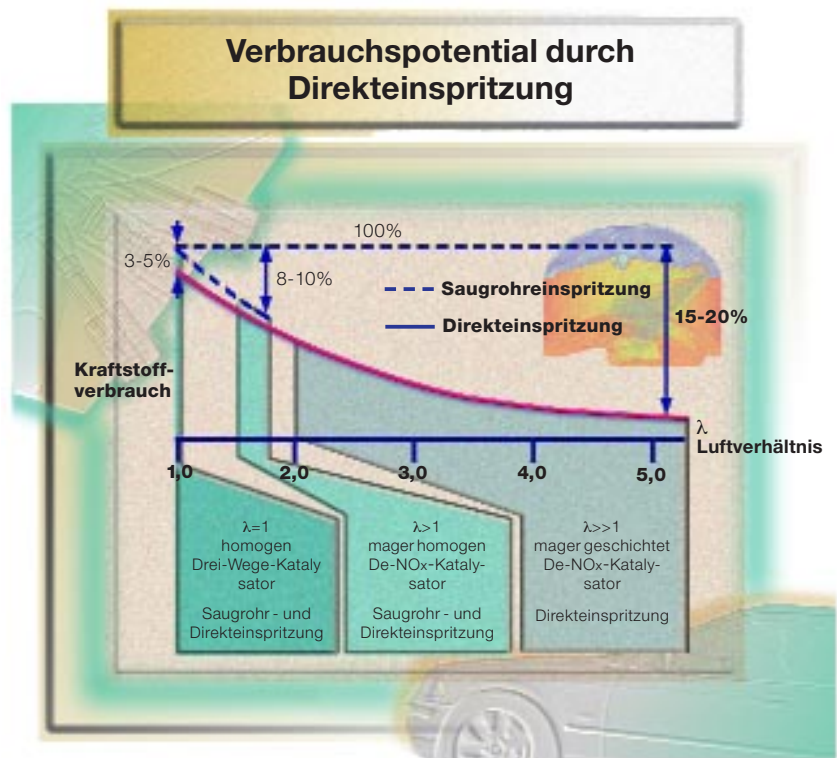 Verbrauchspotential durch
Direkteinspritzung
100%
3-5%
8-10%
Saugrohreinspritzung
Direkteinspritzung
15-20%
Kraftstoff-
verbrauch
λ
Luftverhältnis
1,0 2,0 3,0 4,0 5,0
λ=1
homogen
Drei-Wege-Kataly
sator
Saugrohr - und
Direkteinspritzung
λ>1
mager homogen
De-NOx-Kataly-
sator
Saugrohr - und
Direkteinspritzung
λ>>1
mager geschichtet
De-NOx-Kataly-
sator
Direkteinspritzung